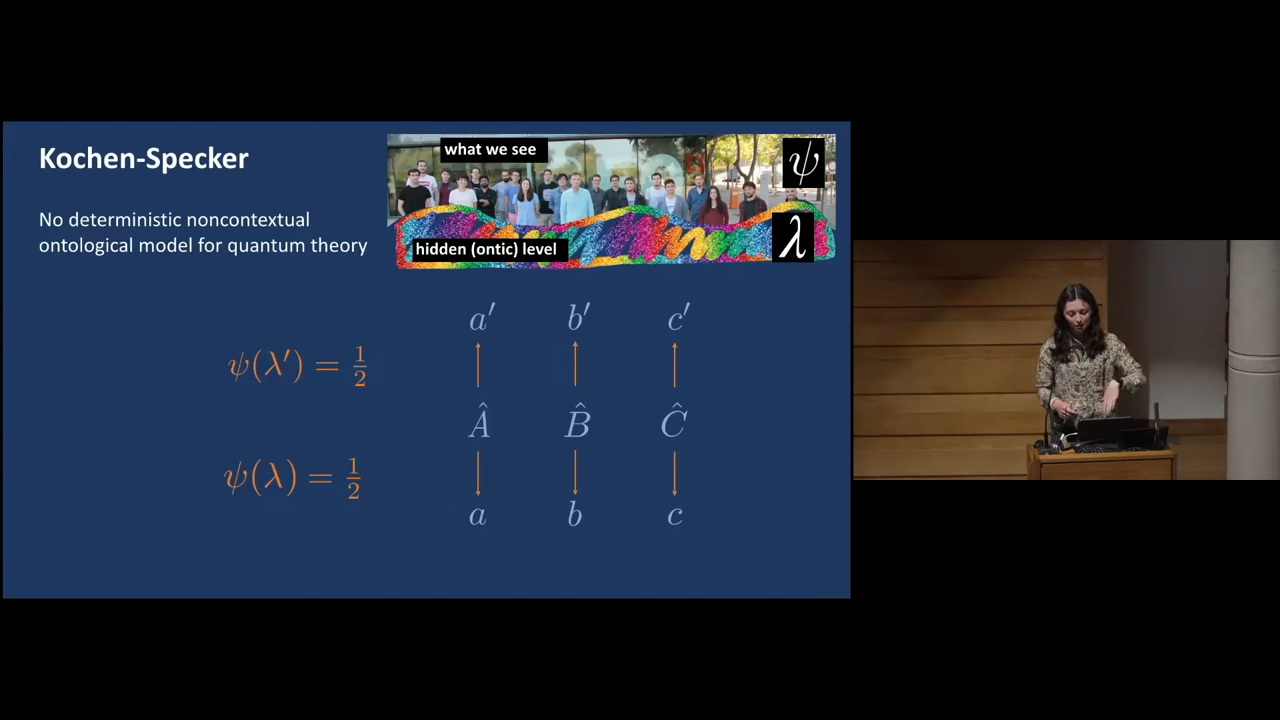 Kochen-Specker
No deterministic noncontextual
ontological model for quantum theory
what we see
ψ
hidden (ontic) level
λ
a′ b′ c′
ψ(λ′) = 1/2
Â B̂ Ĉ
ψ(λ) = 1/2
a b c